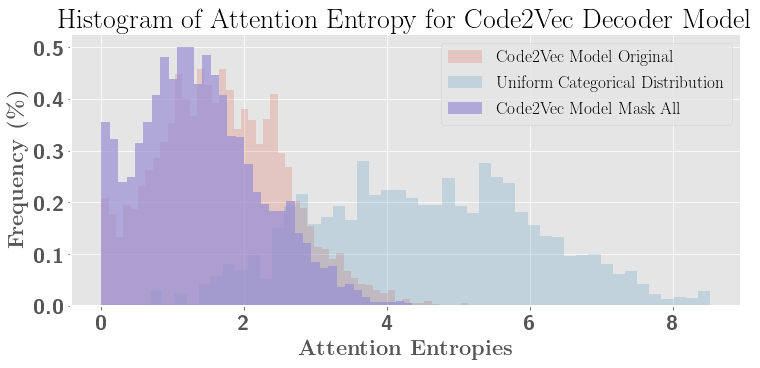 Histogram of Attention Entropy for Code2Vec Decoder Model
Code2Vec Model Original
Uniform Categorical Distribution
Code2Vec Model Mask All
Frequency (%)
0.5
0.4
0.3
0.2
0.1
0.0
0 2 4 6 8
Attention Entropies